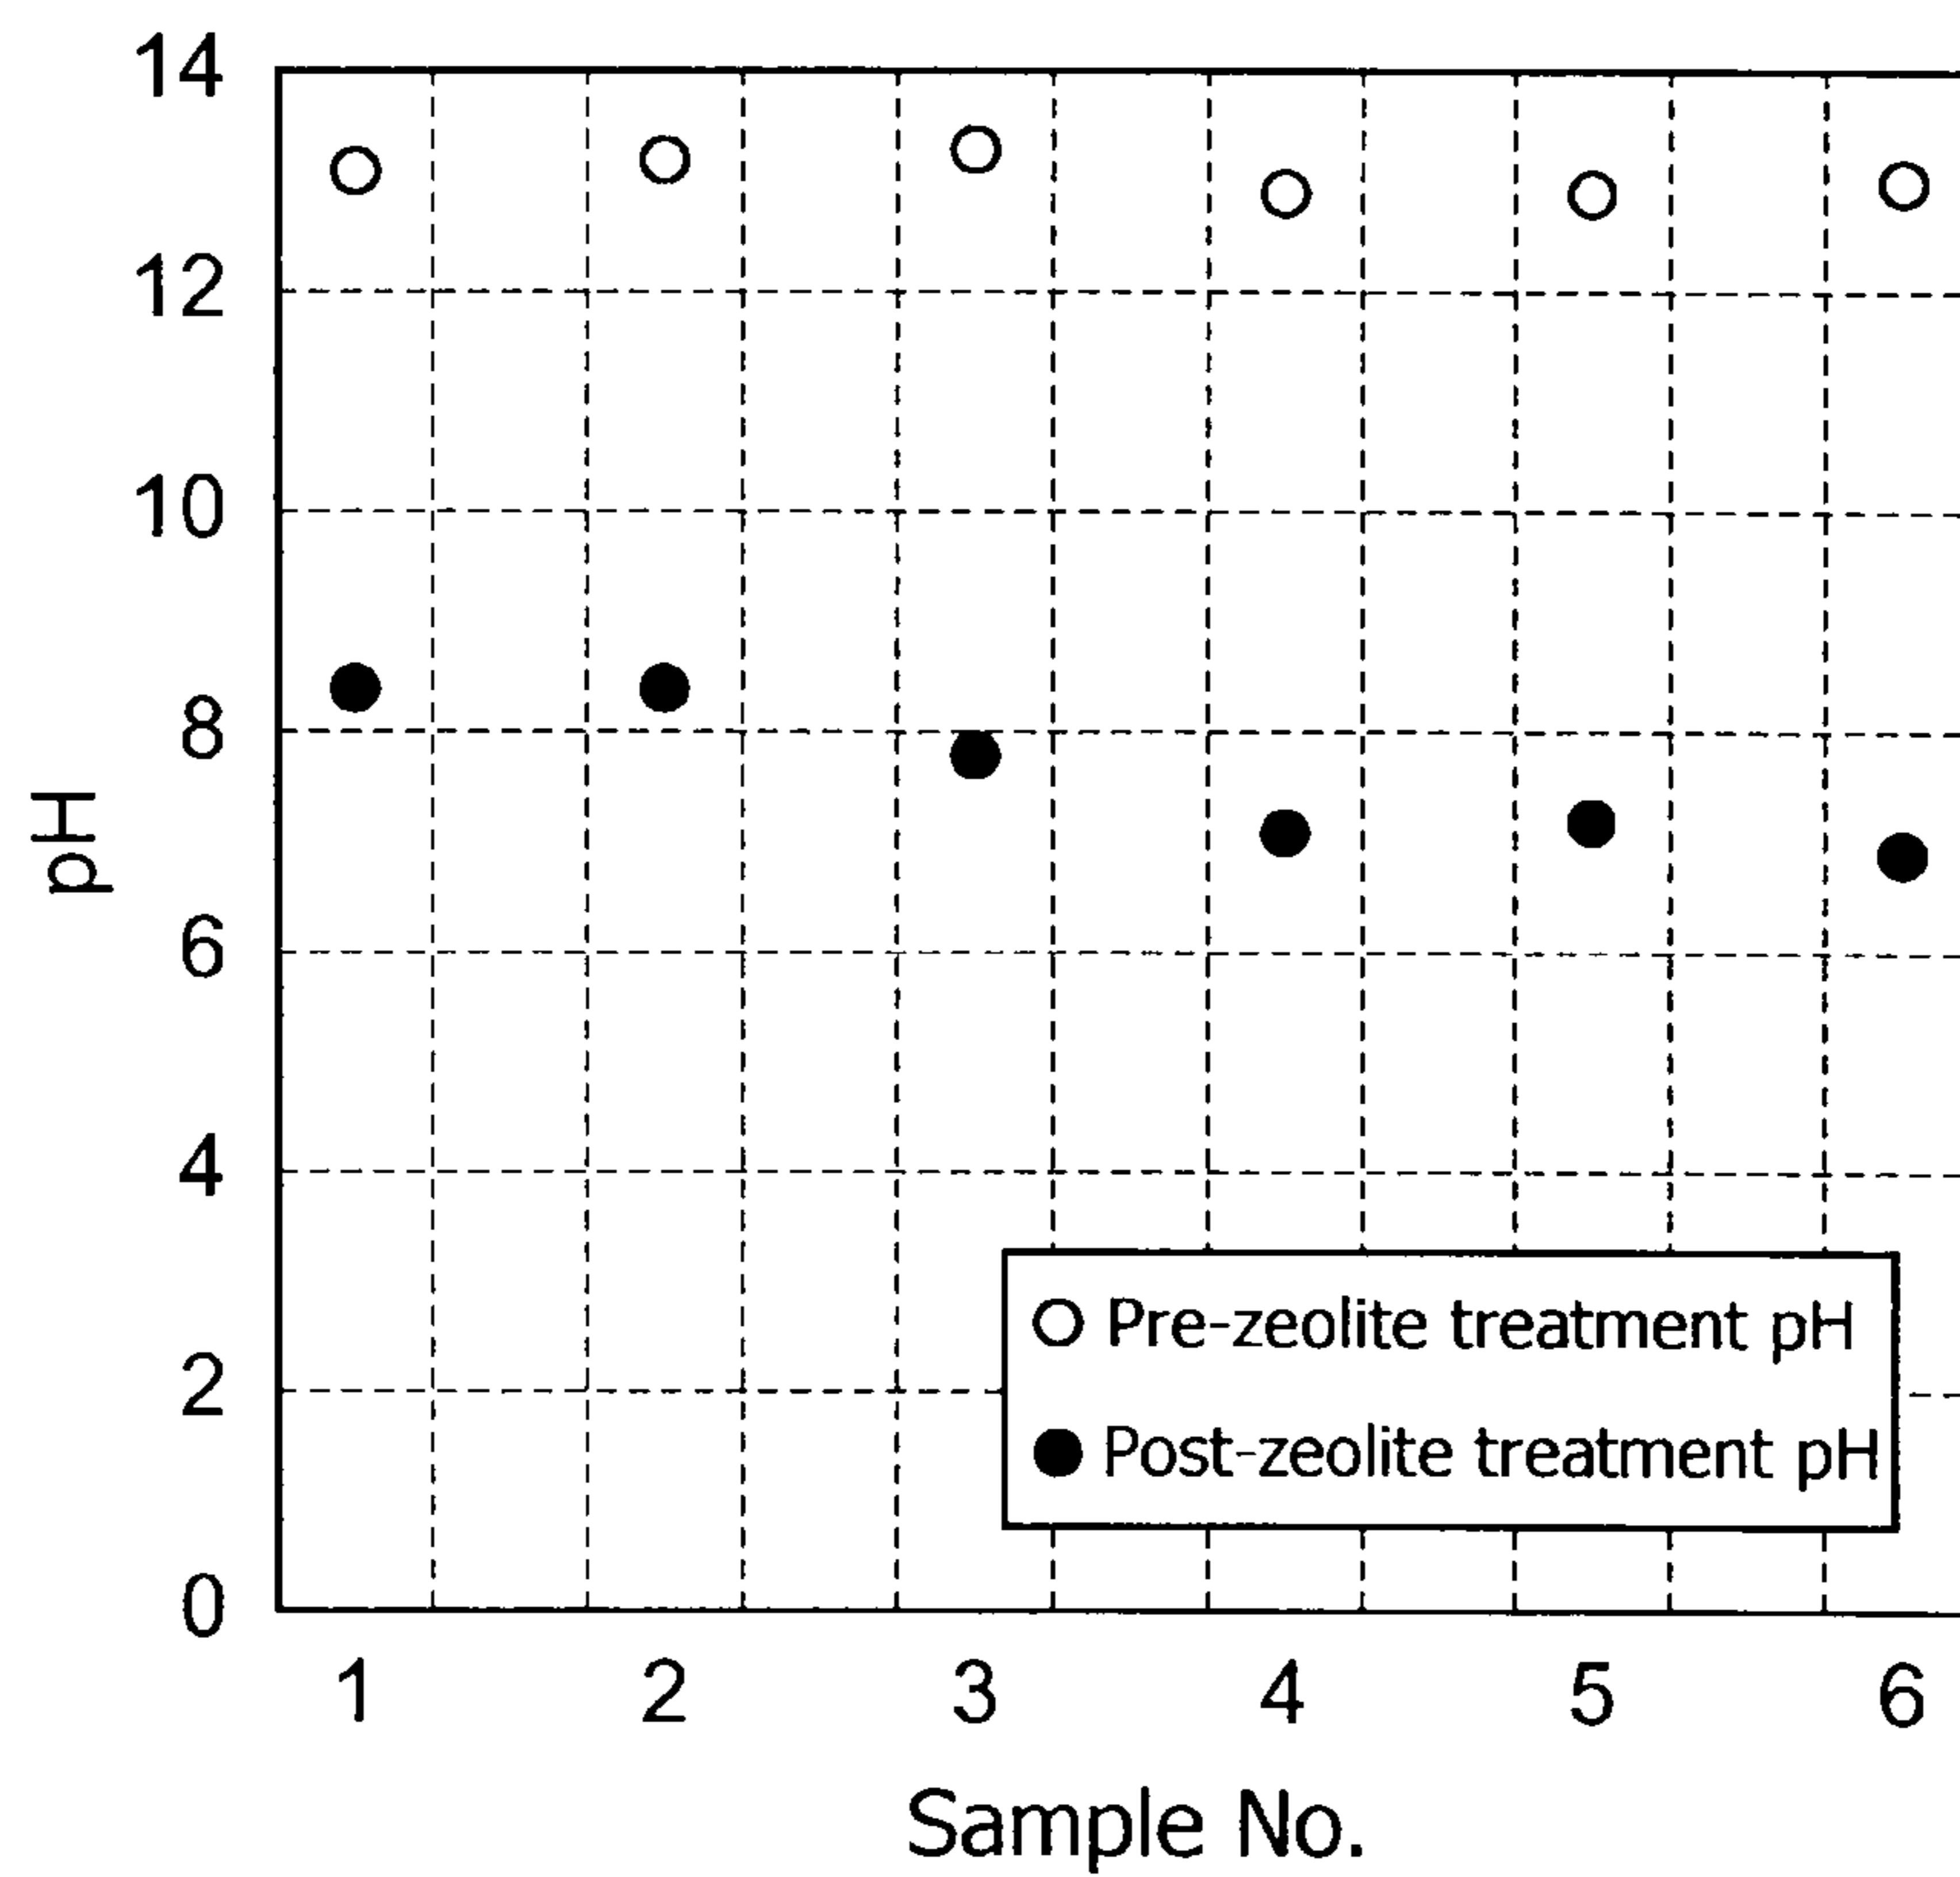 14
12
10
8
6
4
2
0
pH
Pre-zeolite treatment pH
Post-zeolite treatment pH
1 2 3 4 5 6
Sample No.